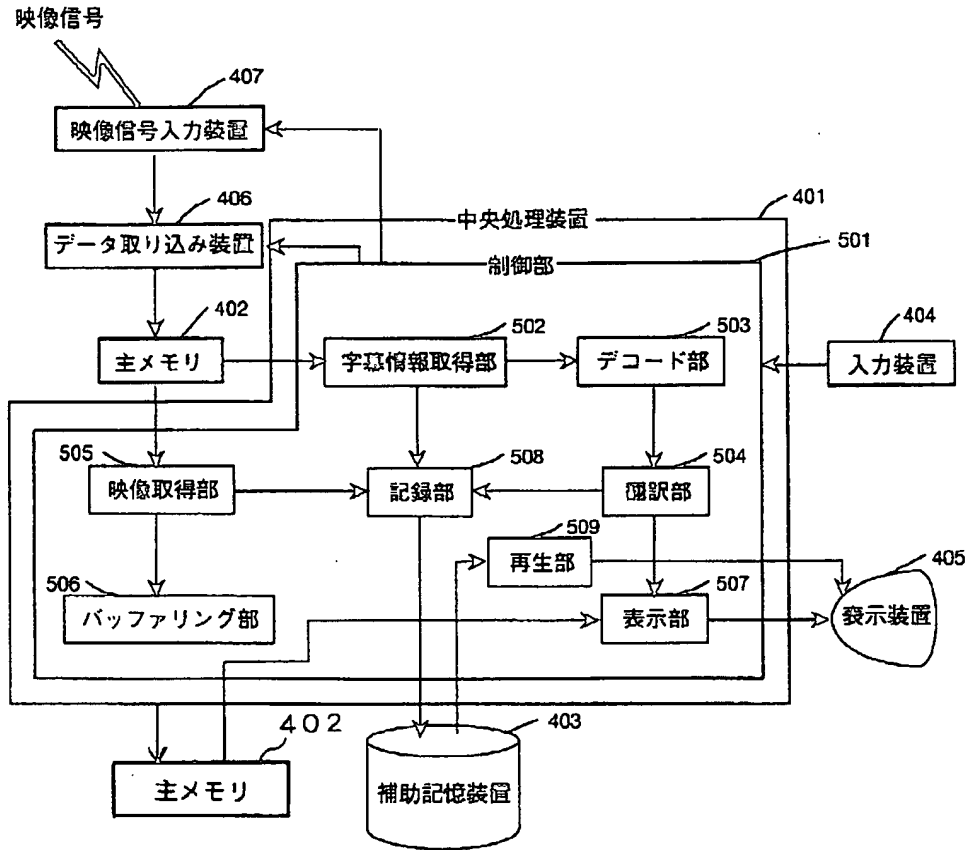 映像信号
407
映像信号入力装置
406
データ取り込み装置
401
中央処理装置
501
制御部
402
主メモリ
502
字幕情報取得部
503
デコード部
404
入力装置
505
映像取得部
508
記録部
504
翻訳部
509
再生部
405
表示装置
506
バッファリング部
507
表示部
402
主メモリ
403
補助記憶装置